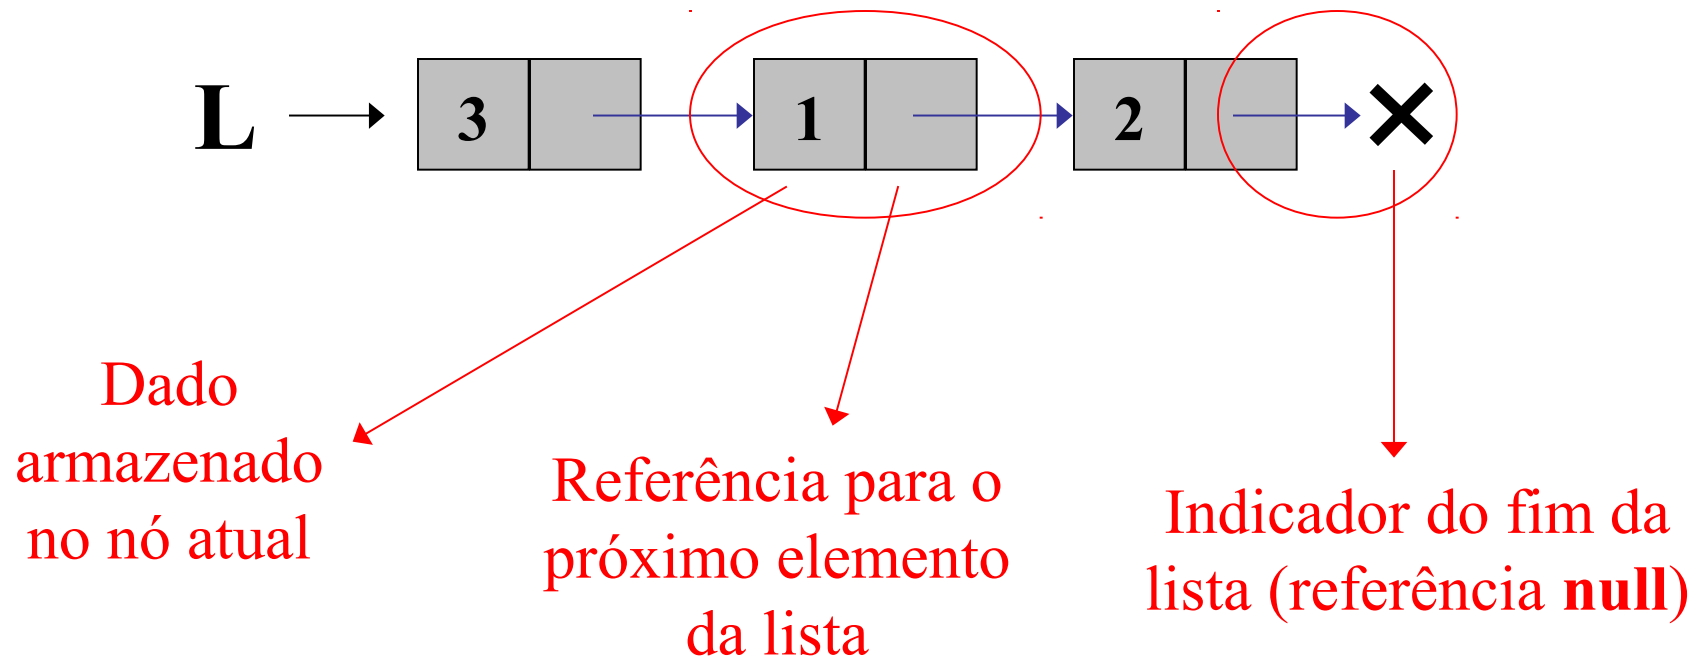 L
3
1
2
Dado
armazenado
no nó atual
Referência para o
próximo elemento
da lista
Indicador do fim da
lista (referência null)